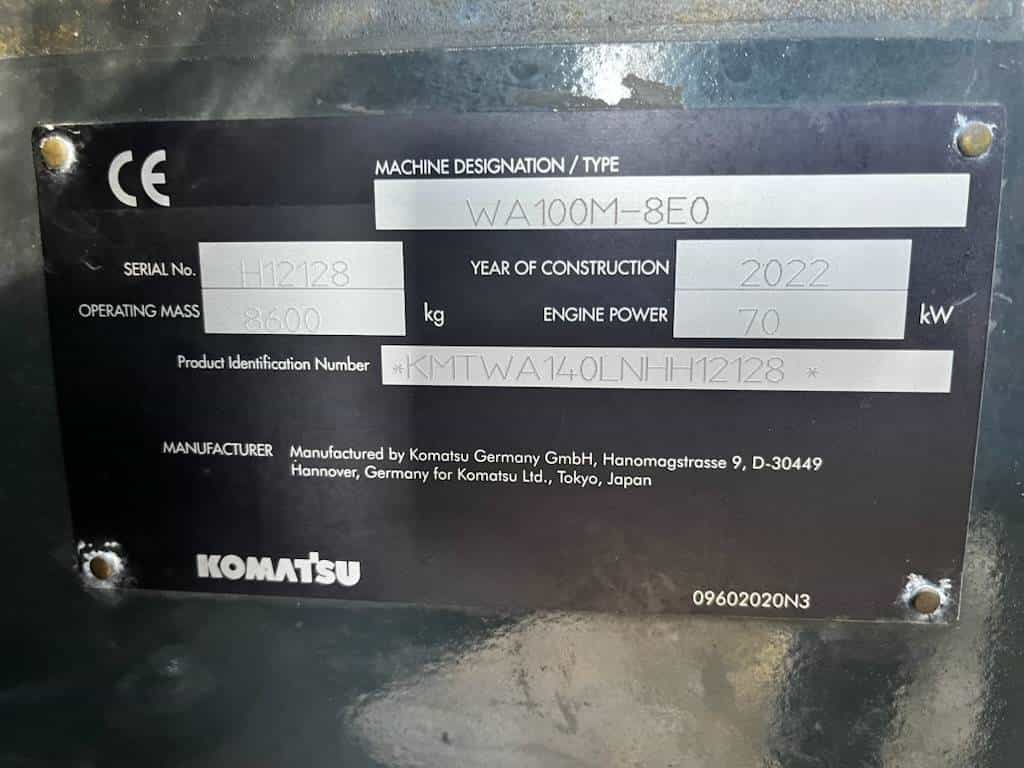 CE
MACHINE DESIGNATION / TYPE
WA100M-8E0
SERIAL No. H12128 YEAR OF CONSTRUCTION 2022
OPERATING MASS 8600 kg ENGINE POWER 70 kW
Product Identification Number *KMTWA140LNHH12128 *
MANUFACTURER Manufactured by Komatsu Germany GmbH, Hanomagstrasse 9, D-30449
Hannover, Germany for Komatsu Ltd., Tokyo, Japan
KOMATSU
09602020N3